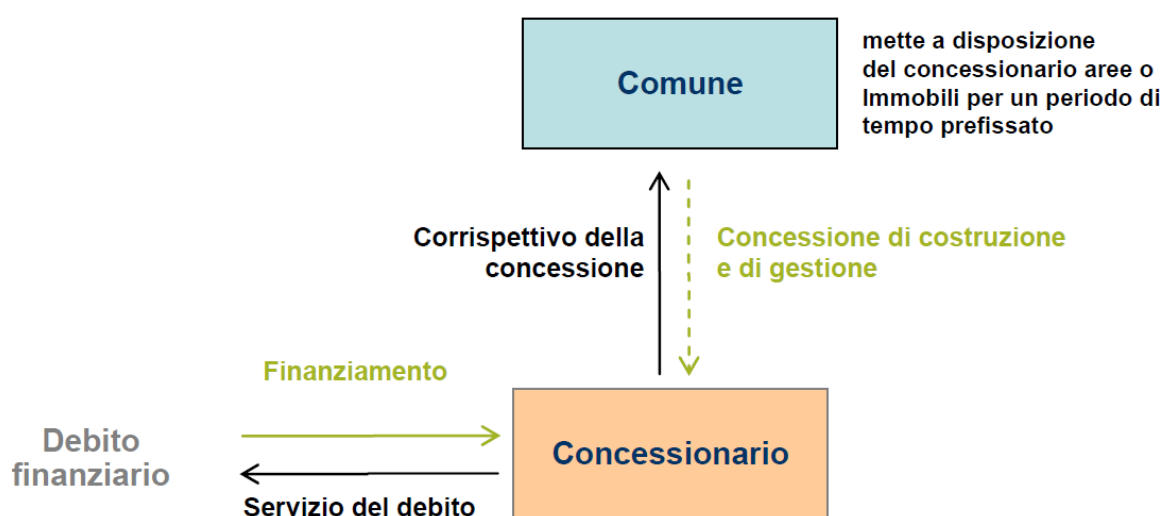 Comune
mette a disposizione
del concessionario aree o
Immobili per un periodo di
tempo prefissato
Corrispettivo della
concessione
Concessione di costruzione
e di gestione
Finanziamento
Debito
finanziario
Concessionario
Servizio del debito